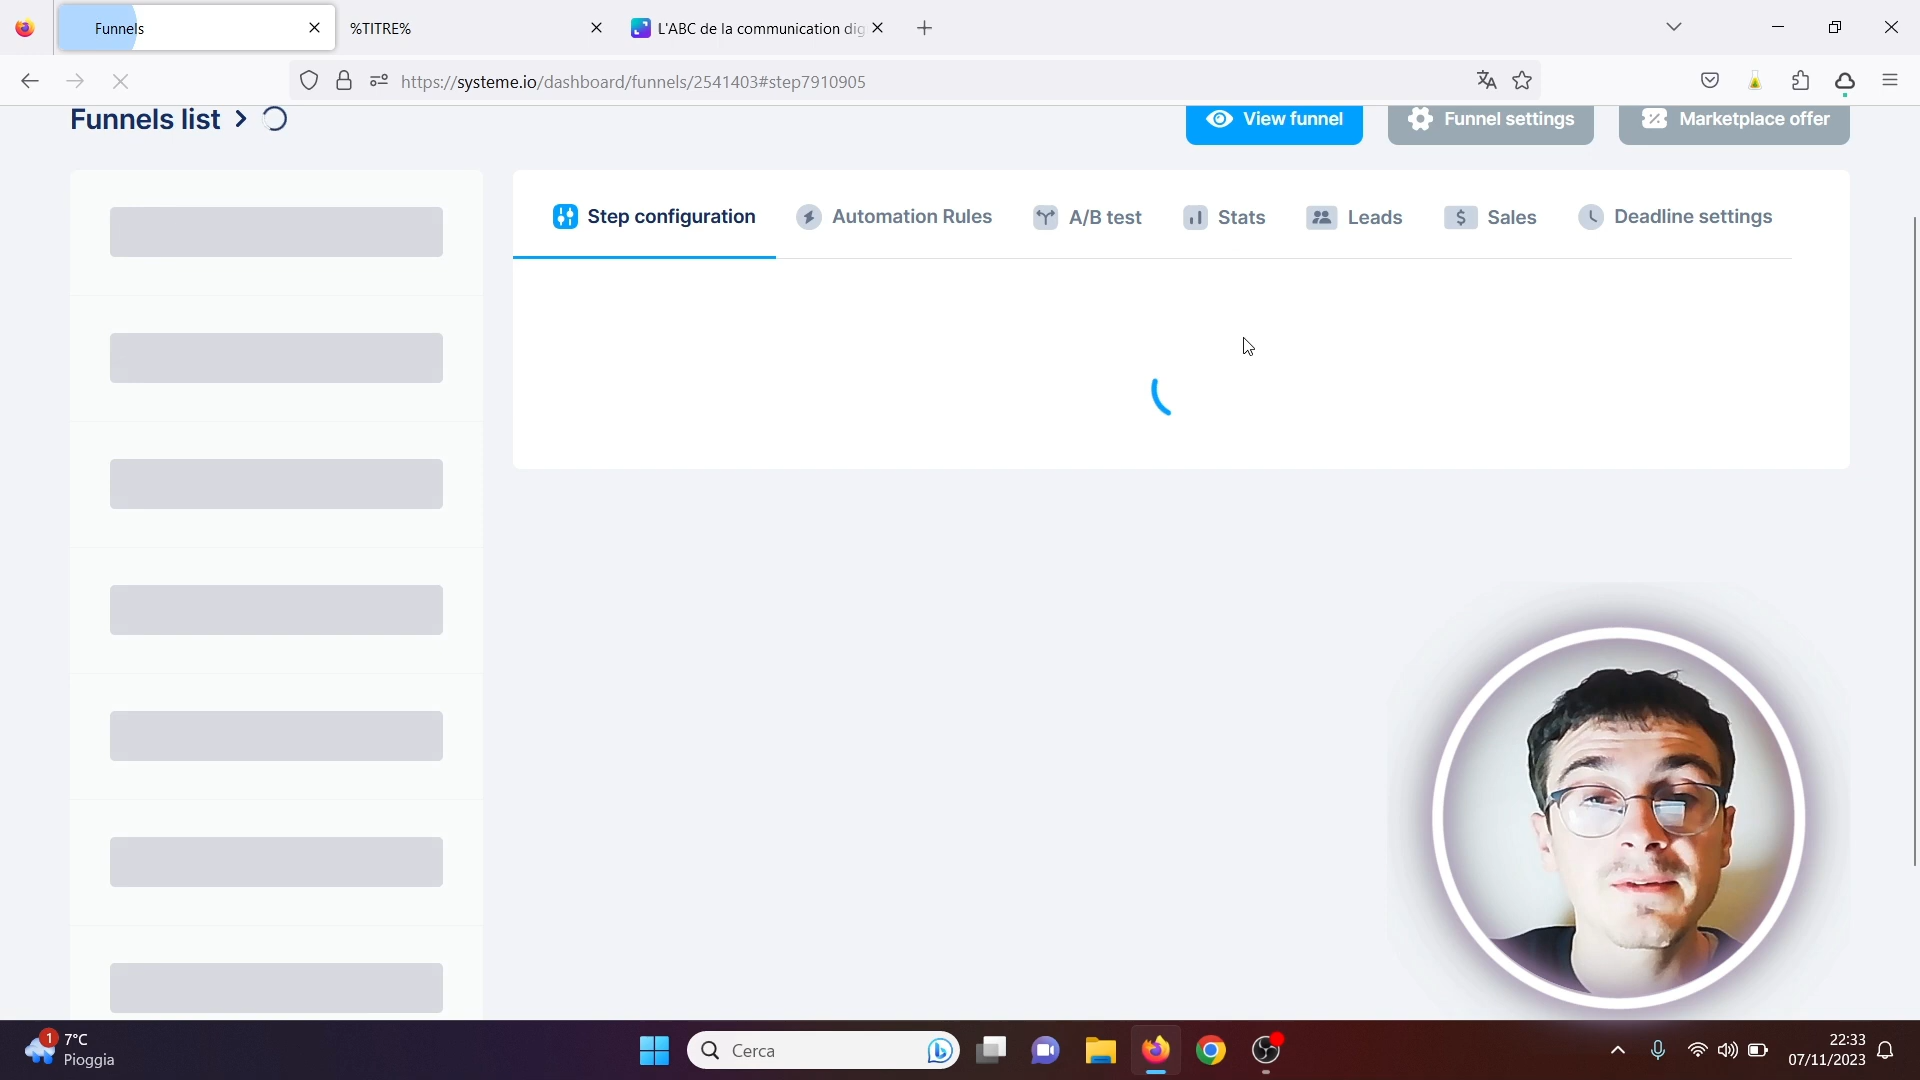 Funnels
%TITRE%
L'ABC de la communication dig
https://systeme.io/dashboard/funnels/2541403#step7910905
Funnels list
View funnel
Funnel settings
Marketplace offer
Step configuration
Automation Rules
A/B test
Stats
Leads
$ Sales
Deadline settings
1
7°C
Pioggia
Cerca
22:33
07/11/2023